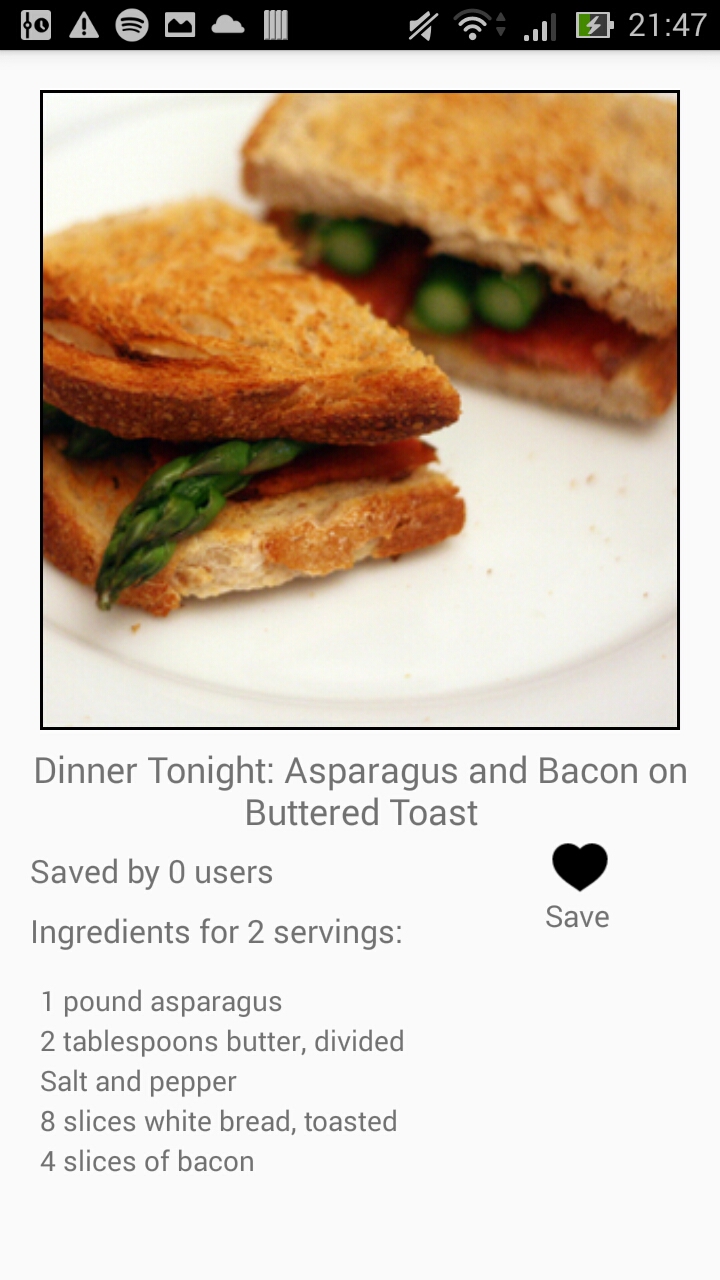 21:47
Dinner Tonight: Asparagus and Bacon on
Buttered Toast
Saved by 0 users
Save
Ingredients for 2 servings:
1 pound asparagus
2 tablespoons butter, divided
Salt and pepper
8 slices white bread, toasted
4 slices of bacon